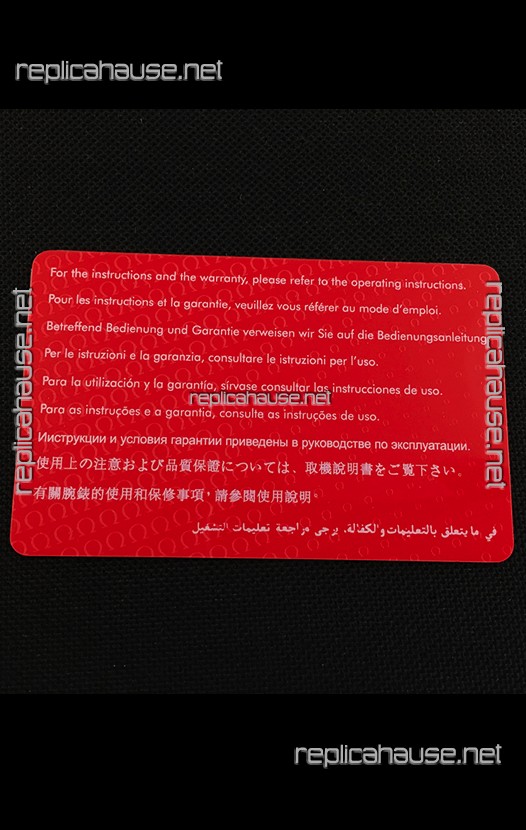 replicahause.net
For the instructions and the warranty, please refer to the operating instructions.
Pour les instructions et la garantie, veuillez vous référer au mode d'emploi.
Betreffend Bedienung und Garantie verweisen wir Sie auf die Bedienungsanleitung.
Per le istruzioni e la garanzia, consultare le istruzioni per l'uso.
Para la utilización y la garantía, sírvase consultar las instrucciones de uso.
replicahause.net
Para as instruções e a garantia, consulte as instruções de uso.
Инструкции и условия гарантии приведены в руководстве по эксплуатации.
使用上の注意および品質保證については、取機說明書をご覽下さい。
有關腕錶的使用和保修事項，請參閱使用說明。
في ما يتعلق بالتعليمات والكفالة، يرجى مراجعة تعليمات التشغيل
replicahause.net
replicahause.net
replicahause.net